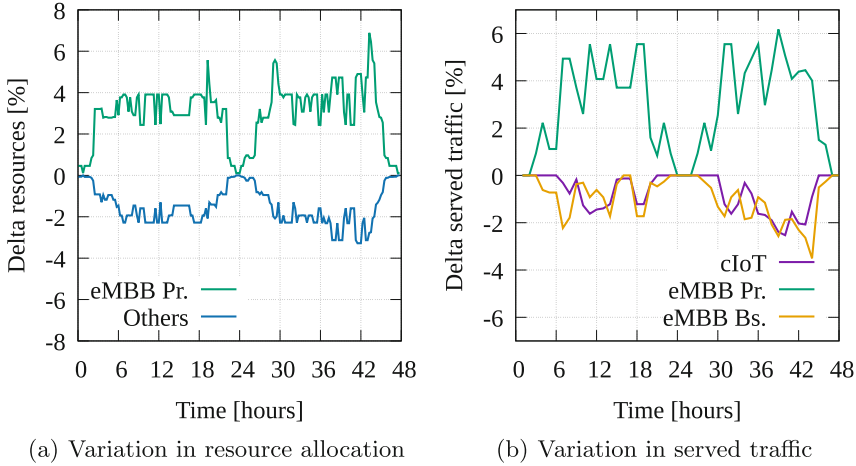 8
6
4
2
0
-2
-4
-6
-8
Delta resources [%]
eMBB Pr.
Others
0 6 12 18 24 30 36 42 48
Time [hours]
(a) Variation in resource allocation
6
4
2
0
-2
-4
-6
Delta served traffic [%]
cIoT
eMBB Pr.
eMBB Bs.
0 6 12 18 24 30 36 42 48
Time [hours]
(b) Variation in served traffic